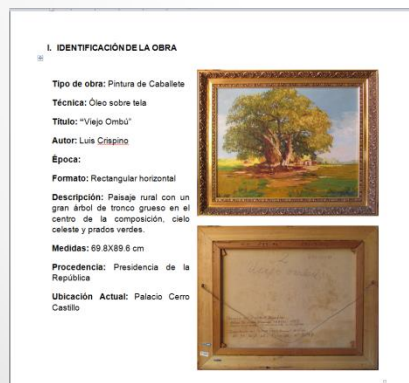 I. IDENTIFICACIÓN DE LA OBRA
Tipo de obra: Pintura de Caballete
Técnica: Óleo sobre tela
Título: “Viejo Ombú”
Autor: Luis Crispino
Época:
Formato: Rectangular horizontal
Descripción: Paisaje rural con un
gran árbol de tronco grueso en el
centro de la composición, cielo
celeste y prados verdes.
Medidas: 69.8X89.6 cm
Procedencia: Presidencia de la
República
Ubicación Actual: Palacio Cerro
Castillo